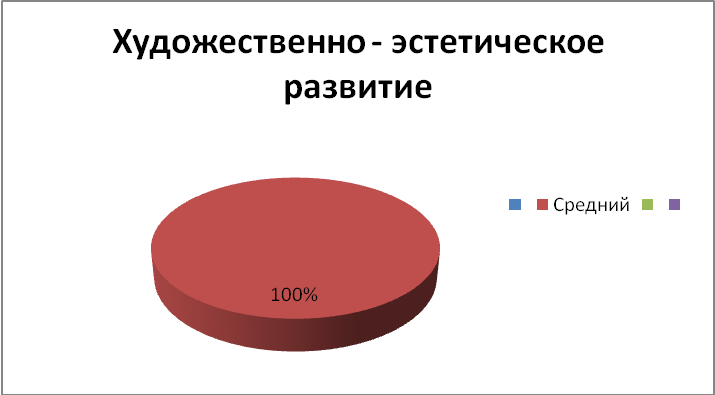 Художественно - эстетическое
развитие
Средний
100%